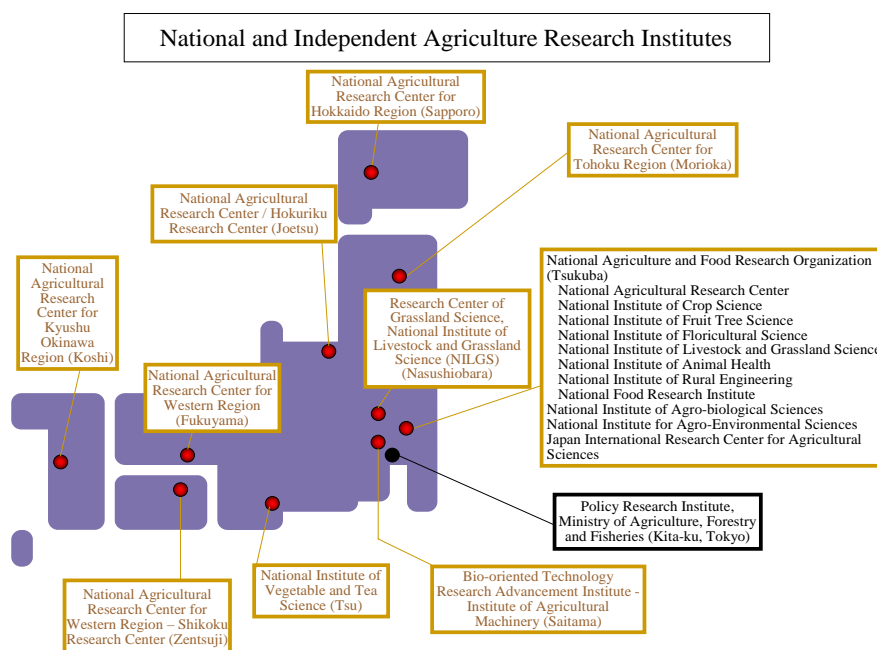 National and Independent Agriculture Research Institutes
National Agricultural
Research Center for
Hokkaido Region (Sapporo)
National Agricultural
Research Center for
Tohoku Region (Morioka)
National Agricultural
Research Center / Hokuriku
Research Center (Joetsu)
National
Agricultural
Research
Center for
Kyushu
Okinawa
Region (Koshi)
Research Center of
Grassland Science,
National Institute of
Livestock and Grassland
Science (NILGS)
(Nasushiobara)
National Agriculture and Food Research Organization
(Tsukuba)
National Agricultural Research Center
National Institute of Crop Science
National Institute of Fruit Tree Science
National Institute of Floricultural Science
National Institute of Livestock and Grassland Science
National Institute of Animal Health
National Institute of Rural Engineering
National Food Research Institute
National Institute of Agro-biological Sciences
National Institute for Agro-Environmental Sciences
Japan International Research Center for Agricultural
Sciences
National Agricultural
Research Center for
Western Region
(Fukuyama)
Policy Research Institute,
Ministry of Agriculture, Forestry
and Fisheries (Kita-ku, Tokyo)
National Agricultural
Research Center for
Western Region – Shikoku
Research Center (Zentsuji)
National Institute of
Vegetable and Tea
Science (Tsu)
Bio-oriented Technology
Research Advancement Institute -
Institute of Agricultural
Machinery (Saitama)